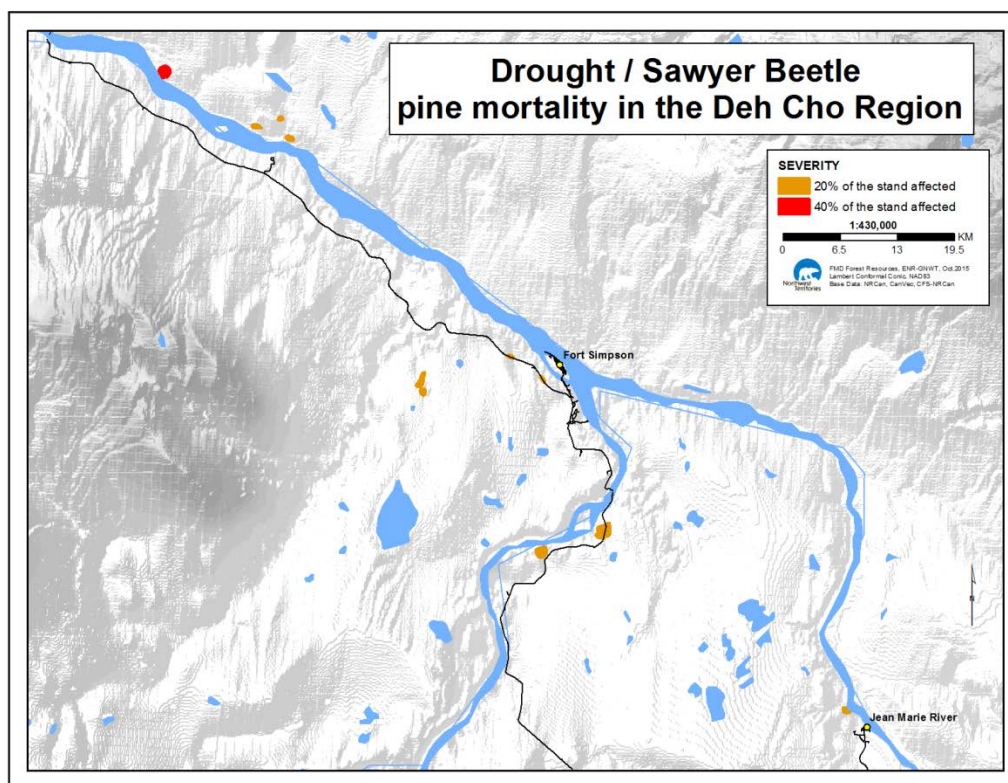 Drought / Sawyer Beetle
pine mortality in the Deh Cho Region
SEVERITY
20% of the stand affected
40% of the stand affected
1:430,000
KM
0 6.5 13 19.5
Northwest
Territories
FMD Forest Resources, ENR-GNWT, Oct.2015
Lambert Conformal Conic, NAD83
Base Data: NRCan, CanVec, CFS-NRCan
Fort Simpson
N
Jean Marie River